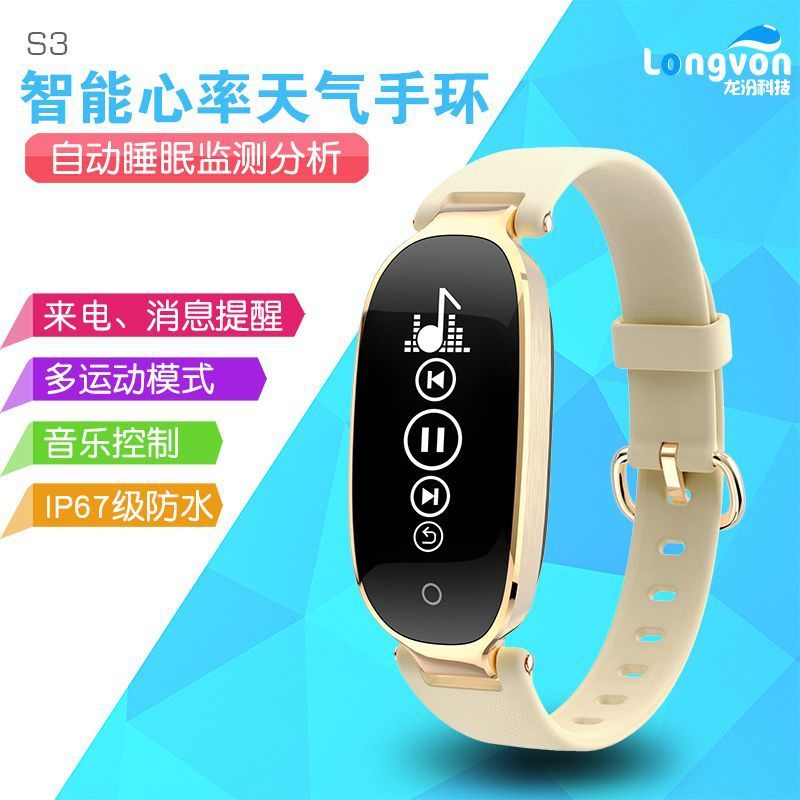 S3
Longvon
龙汾科技
智能心率天气手环
自动睡眠监测分析
来电、消息提醒
多运动模式
音乐控制
IP67级防水